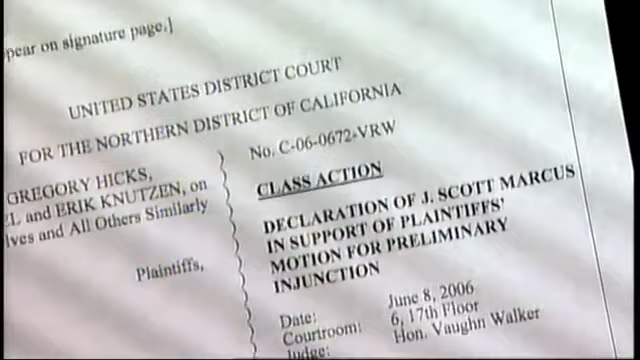 ppear on signature page.]
UNITED STATES DISTRICT COURT
FOR THE NORTHERN DISTRICT OF CALIFORNIA
GREGORY HICKS,
and ERIK KNUTZEN, on
lves and All Others Similarly
Plaintiffs,
No. C-06-0672-VRW
CLASS ACTION
DECLARATION OF J. SCOTT MARCUS
IN SUPPORT OF PLAINTIFFS'
MOTION FOR PRELIMINARY
INJUNCTION
Date: June 8, 2006
Courtroom: 6, 17th Floor
Judge: Hon. Vaughn Walker